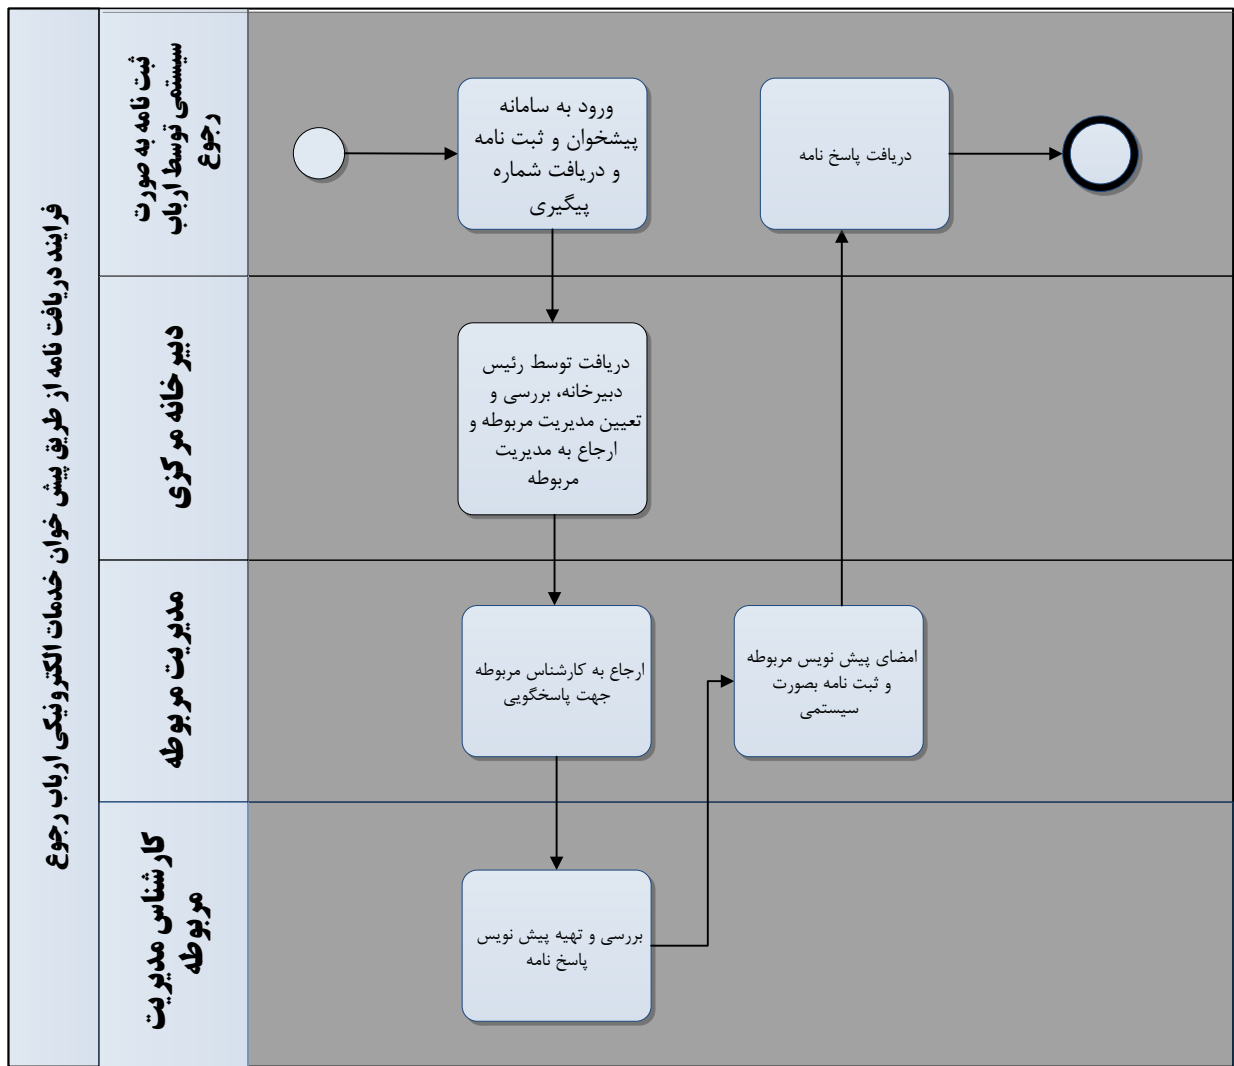 فرایند دریافت نامه از طریق پیش خوان خدمات الکترونیکی ارباب رجوع
ثبت نامه به صورت
سیستمی توسط ارباب
رجوع
ورود به سامانه
پیشخوان و ثبت نامه
و دریافت شماره
پیگیری
دریافت پاسخ نامه
دبیرخانه مرکزی
دریافت توسط رئیس
دبیرخانه، بررسی و
تعیین مدیریت مربوطه و
ارجاع به مدیریت
مربوطه
مدیریت مربوطه
ارجاع به کارشناس مربوطه
جهت پاسخگویی
امضای پیش نویس مربوطه
و ثبت نامه بصورت
سیستمی
کارشناس مدیریت
مربوطه
بررسی و تهیه پیش نویس
پاسخ نامه